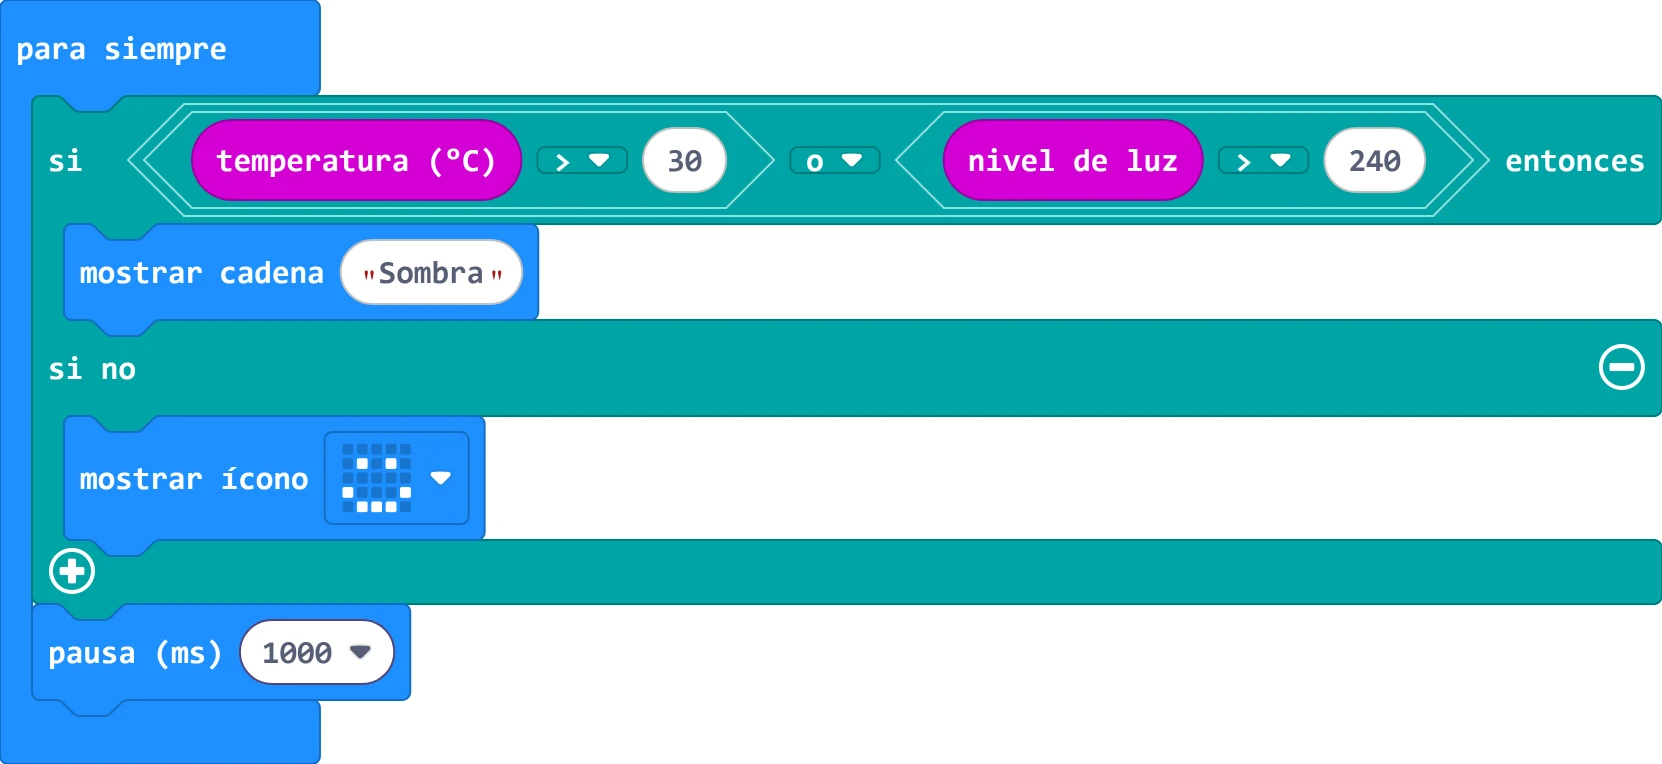 para siempre
si temperatura (°C) > 30 o nivel de luz > 240 entonces
mostrar cadena "Sombra"
si no
mostrar ícono
pausa (ms) 1000